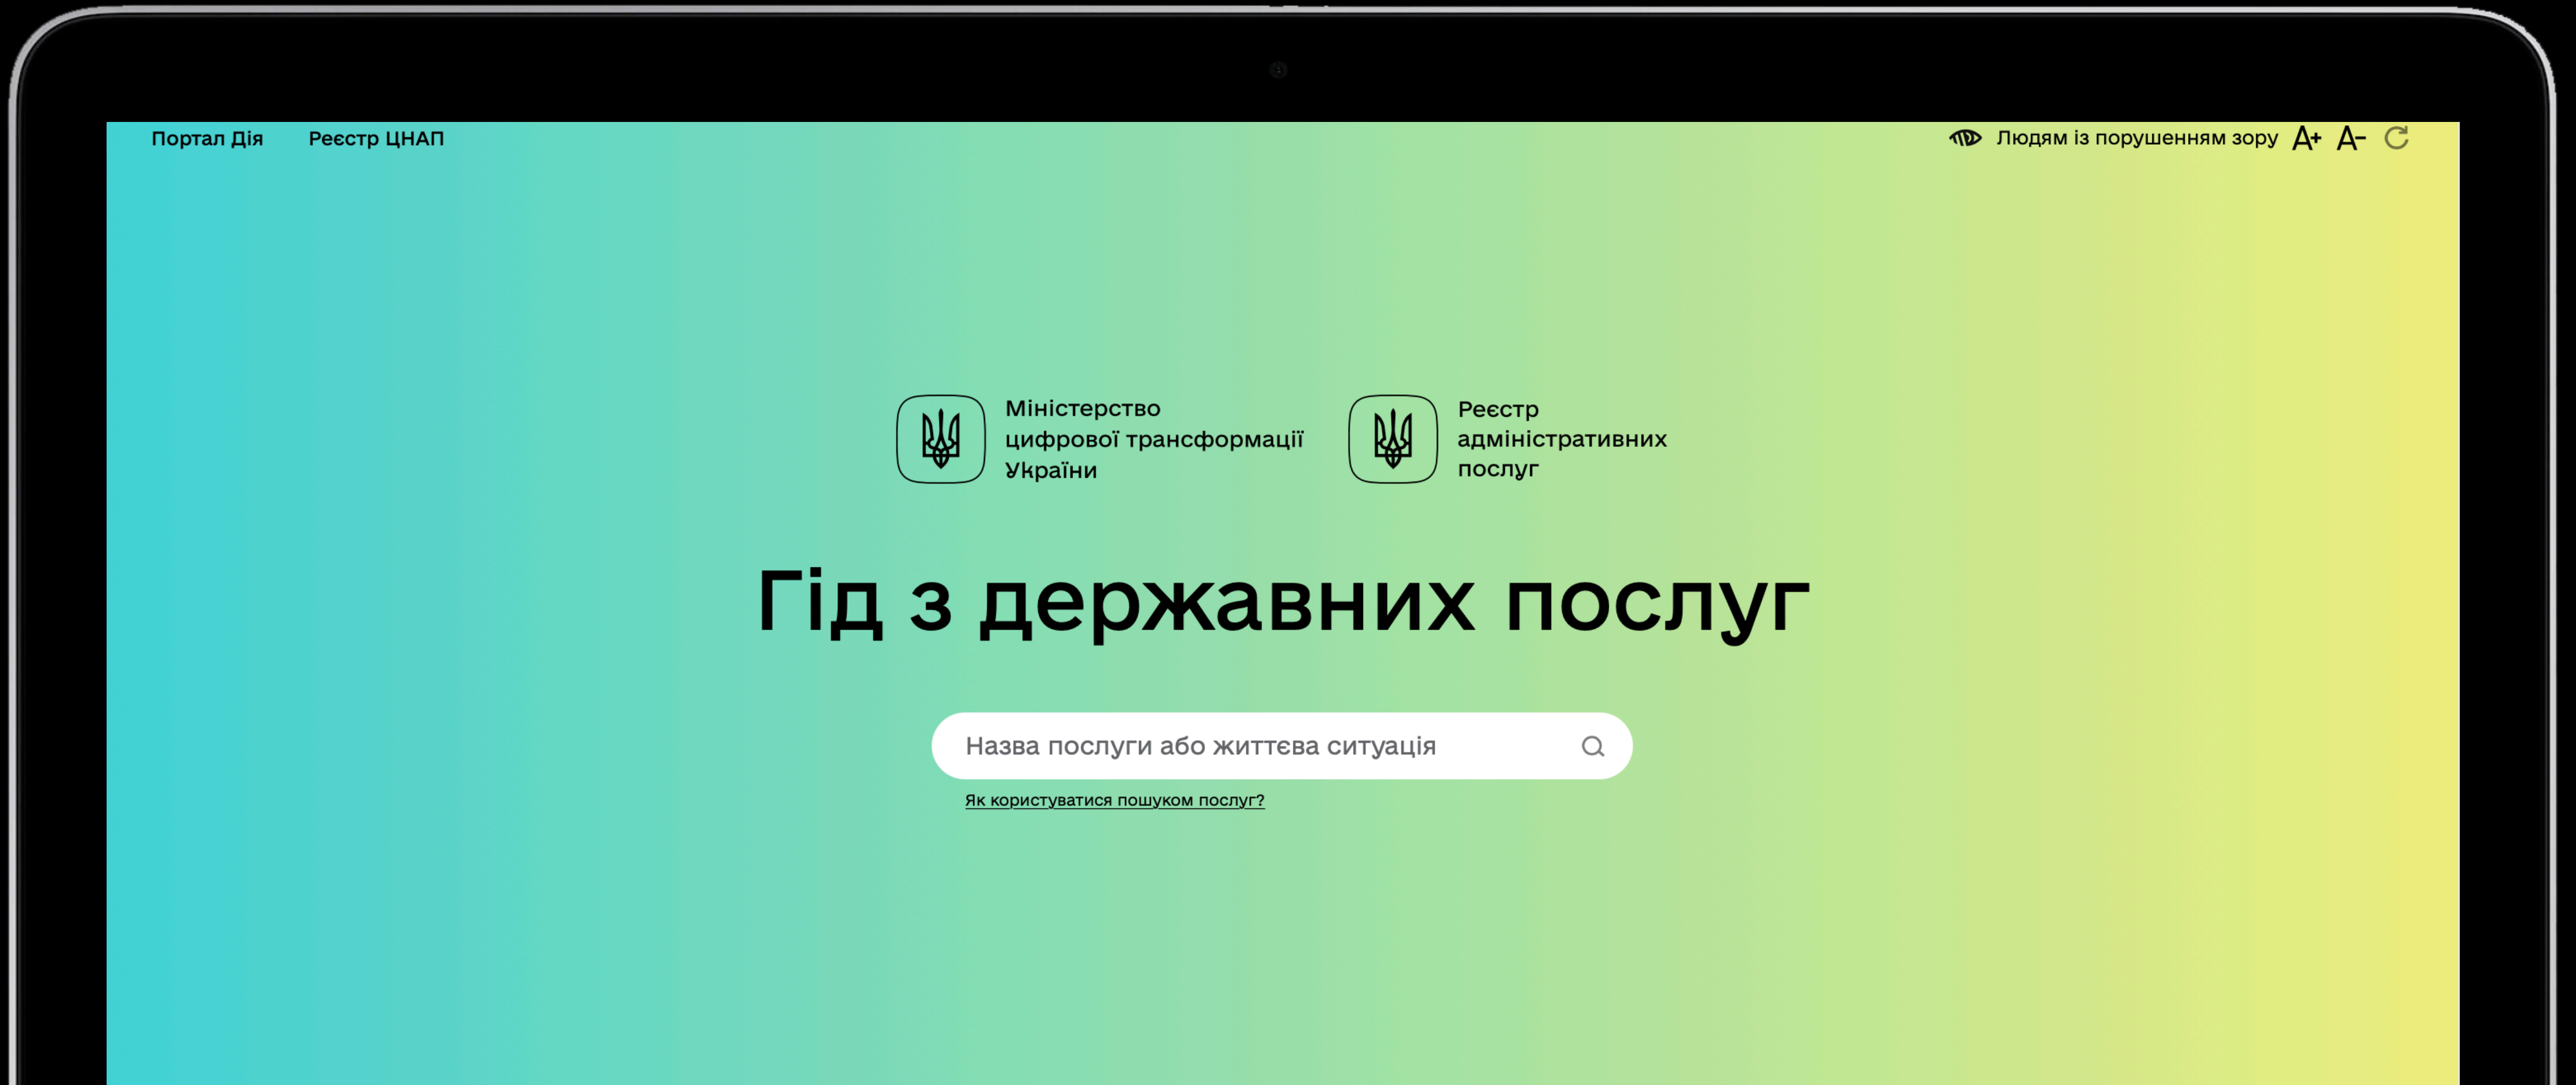 Портал Дія
Реєстр ЦНАП
Людям із порушенням зору A+ A−
Міністерство
цифрової трансформації
України
Реєстр
адміністративних
послуг
Гід з державних послуг
Назва послуги або життєва ситуація
Як користуватися пошуком послуг?